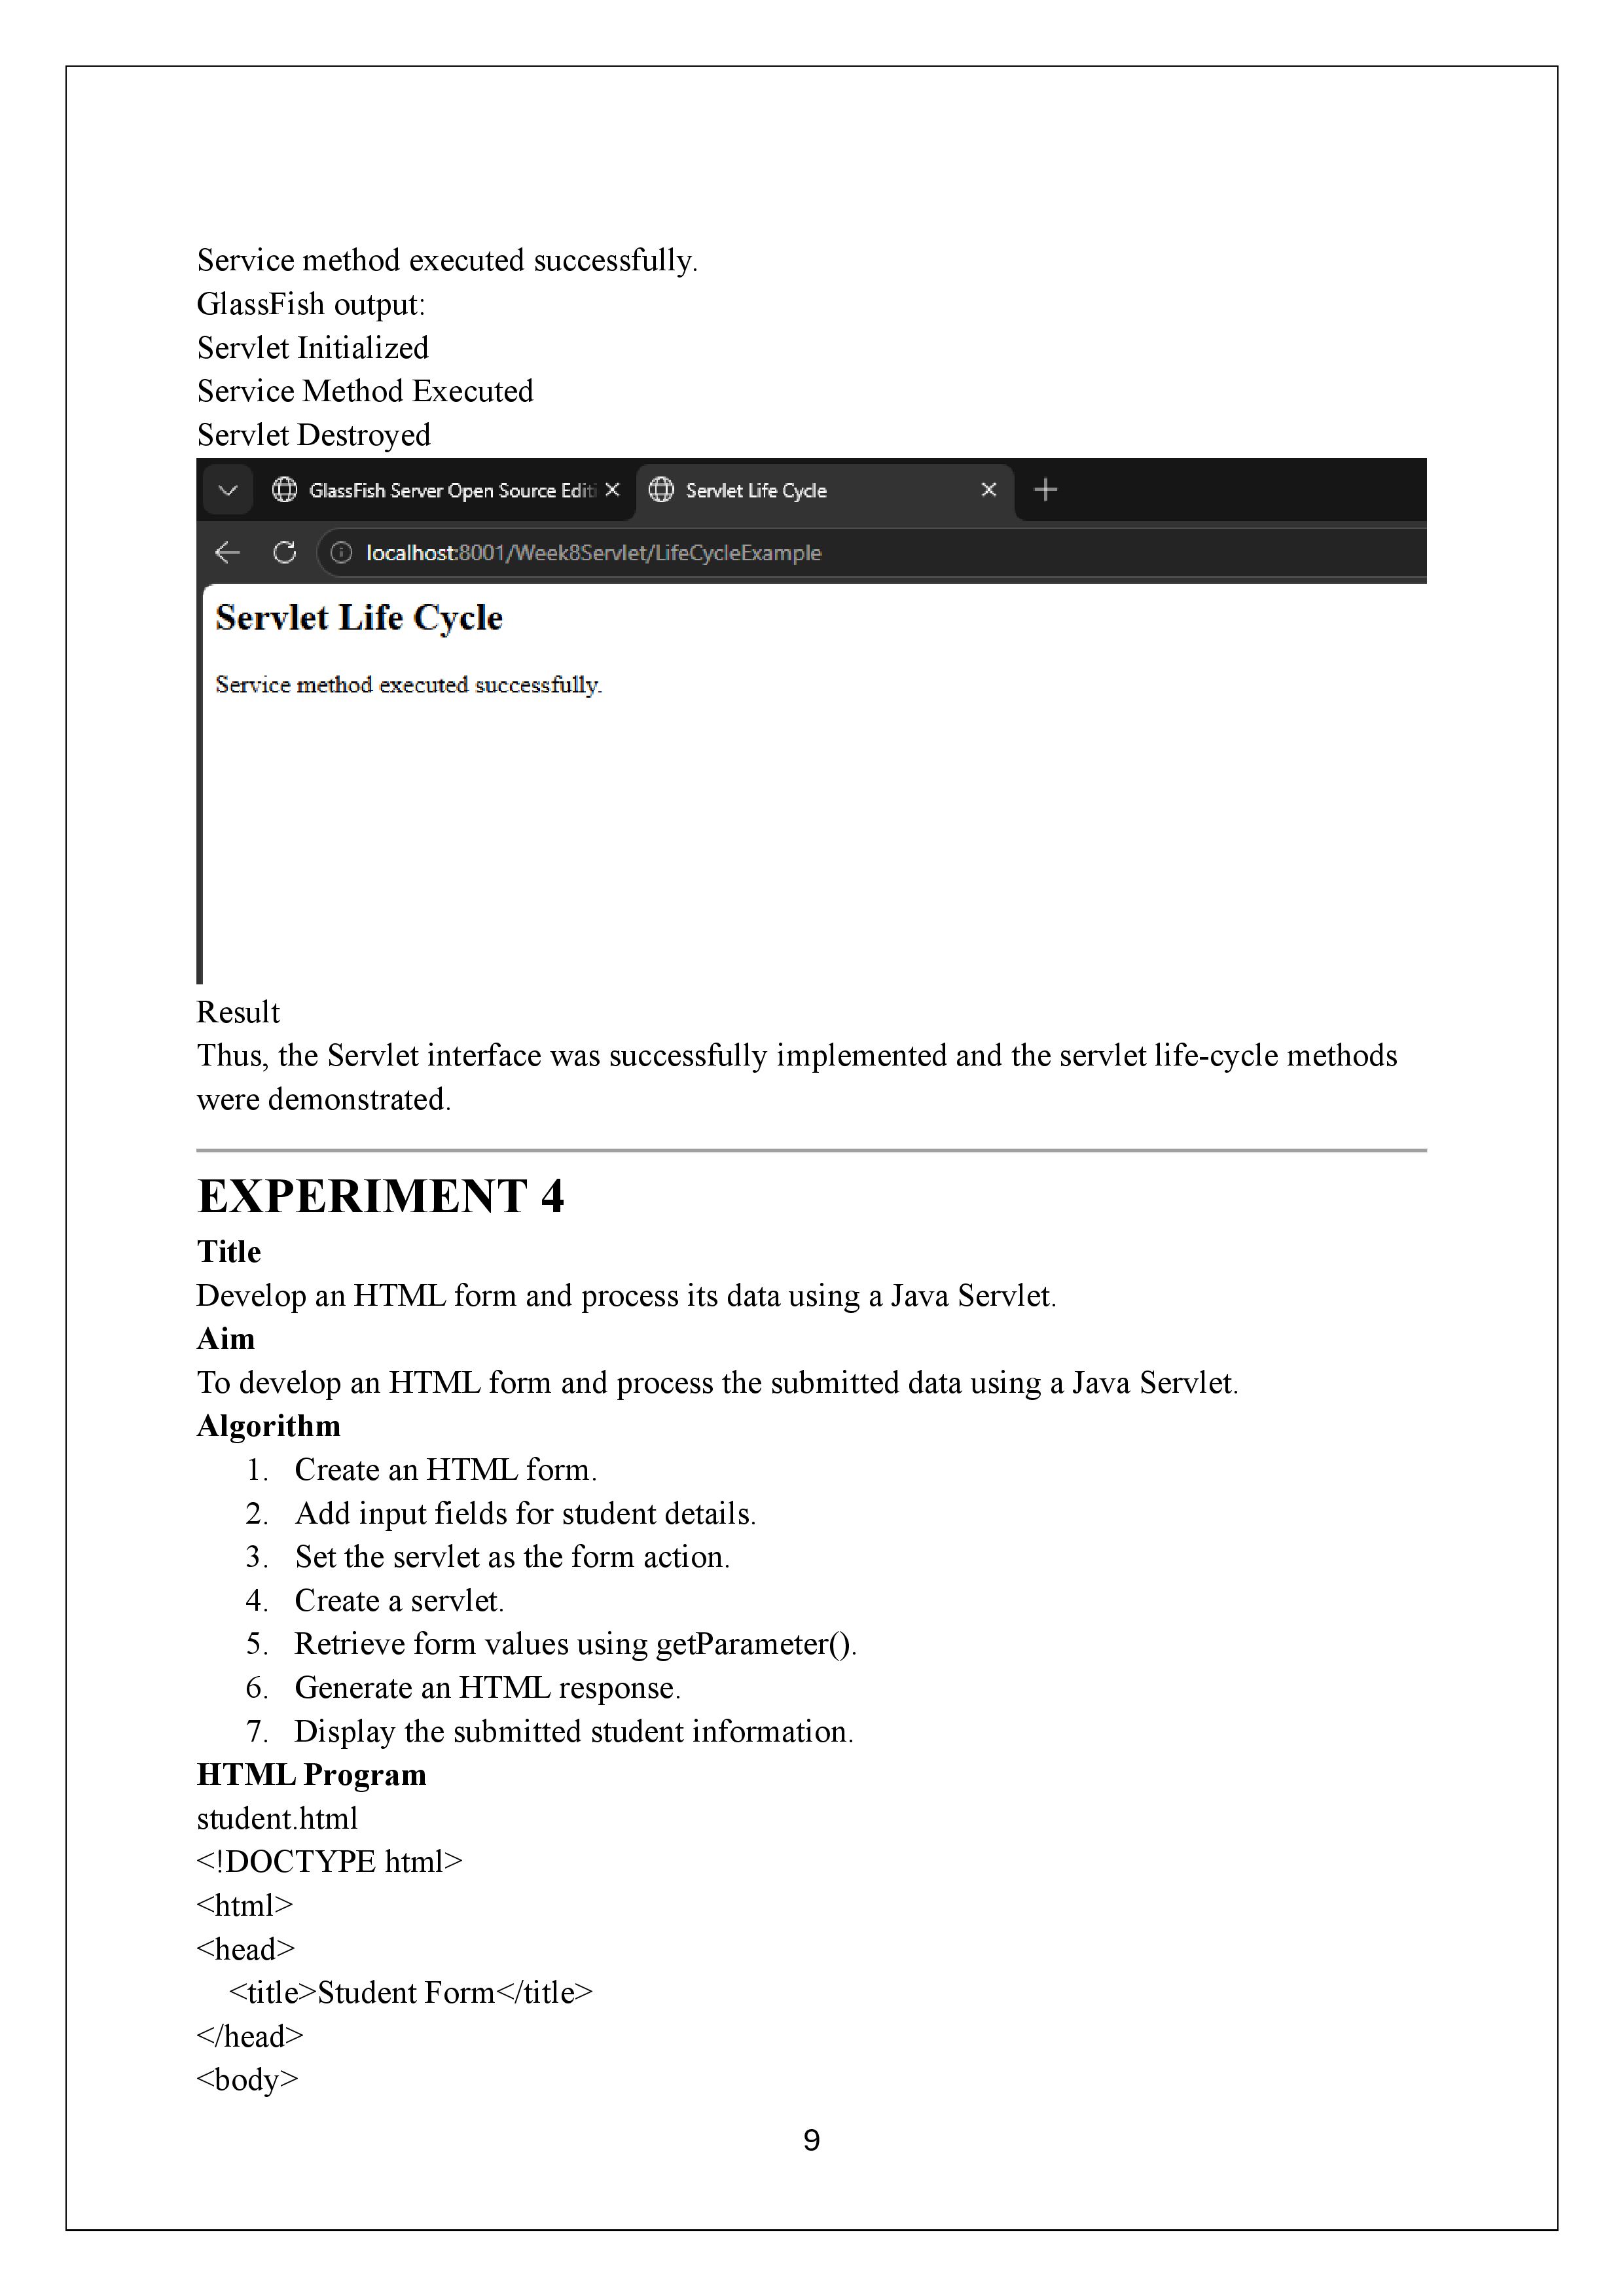 Service method executed successfully.
GlassFish output:
Servlet Initialized
Service Method Executed
Servlet Destroyed
GlassFish Server Open Source Editi
Servlet Life Cycle
localhost:8001/Week8Servlet/LifeCycleExample
Servlet Life Cycle
Service method executed successfully.
Result
Thus, the Servlet interface was successfully implemented and the servlet life-cycle methods
were demonstrated.
EXPERIMENT 4
Title
Develop an HTML form and process its data using a Java Servlet.
Aim
To develop an HTML form and process the submitted data using a Java Servlet.
Algorithm
1. Create an HTML form.
2. Add input fields for student details.
3. Set the servlet as the form action.
4. Create a servlet.
5. Retrieve form values using getParameter().
6. Generate an HTML response.
7. Display the submitted student information.
HTML Program
student.html
<!DOCTYPE html>
<html>
<head>
<title>Student Form</title>
</head>
<body>
9